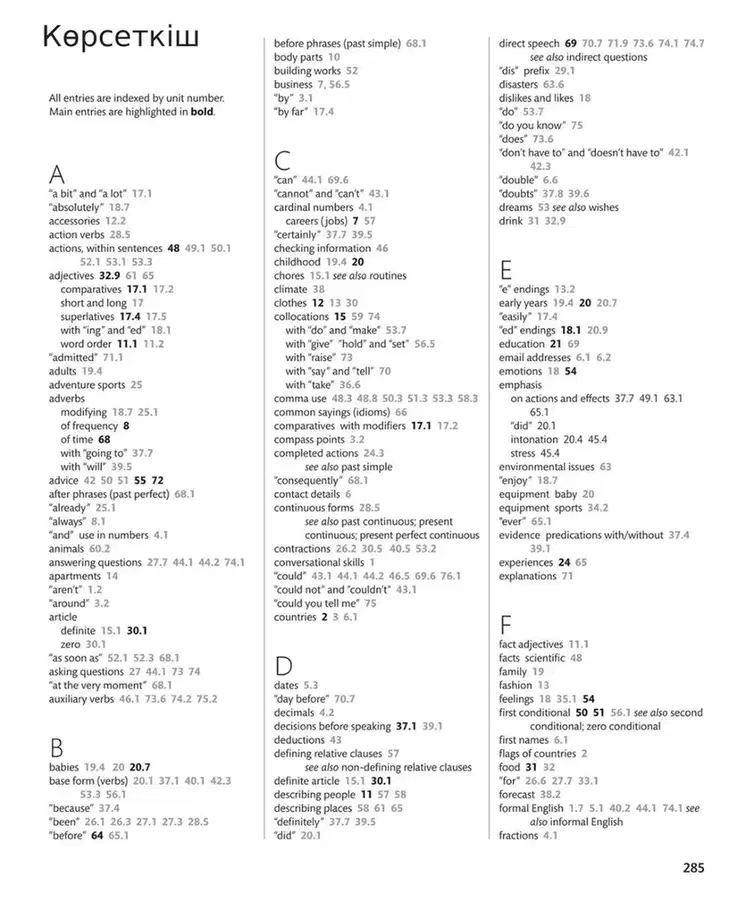 Көрсеткіш
All entries are indexed by unit number.
Main entries are highlighted in bold.
A
"a bit" and "a lot" 17.1
"absolutely" 18.7
accessories 12.2
action verbs 28.5
actions, within sentences 48 49.1 50.1
52.1 53.1 53.3
adjectives 32.9 61 65
comparatives 17.1 17.2
short and long 17
superlatives 17.4 17.5
with "ing" and "ed" 18.1
word order 11.1 11.2
"admitted" 71.1
adults 19.4
adventure sports 25
adverbs
modifying 18.7 25.1
of frequency 8
of time 68
with "going to" 37.7
with "will" 39.5
advice 42 50 51 55 72
after phrases (past perfect) 68.1
"already" 25.1
"always" 8.1
"and" use in numbers 4.1
animals 60.2
answering questions 27.7 44.1 44.2 74.1
apartments 14
"aren't" 1.2
"around" 3.2
article
definite 15.1 30.1
zero 30.1
"as soon as" 52.1 52.3 68.1
asking questions 27 44.1 73 74
"at the very moment" 68.1
auxiliary verbs 46.1 73.6 74.2 75.2
B
babies 19.4 20 20.7
base form (verbs) 20.1 37.1 40.1 42.3
53.3 56.1
"because" 37.4
"been" 26.1 26.3 27.1 27.3 28.5
"before" 64 65.1
before phrases (past simple) 68.1
body parts 10
building works 52
business 7, 56.5
"by" 3.1
"by far" 17.4
C
"can" 44.1 69.6
"cannot" and "can't" 43.1
cardinal numbers 4.1
careers (jobs) 7 57
"certainly" 37.7 39.5
checking information 46
childhood 19.4 20
chores 15.1 see also routines
climate 38
clothes 12 13 30
collocations 15 59 74
with "do" and "make" 53.7
with "give" "hold" and "set" 56.5
with "raise" 73
with "say" and "tell" 70
with "take" 36.6
comma use 48.3 48.8 50.3 51.3 53.3 58.3
common sayings (idioms) 66
comparatives with modifiers 17.1 17.2
compass points 3.2
completed actions 24.3
see also past simple
"consequently" 68.1
contact details 6
continuous forms 28.5
see also past continuous; present
continuous; present perfect continuous
contractions 26.2 30.5 40.5 53.2
conversational skills 1
"could" 43.1 44.1 44.2 46.5 69.6 76.1
"could not" and "couldn't" 43.1
"could you tell me" 75
countries 2 3 6.1
D
dates 5.3
"day before" 70.7
decimals 4.2
decisions before speaking 37.1 39.1
deductions 43
defining relative clauses 57
see also non-defining relative clauses
definite article 15.1 30.1
describing people 11 57 58
describing places 58 61 65
"definitely" 37.7 39.5
"did" 20.1
direct speech 69 70.7 71.9 73.6 74.1 74.7
see also indirect questions
"dis" prefix 29.1
disasters 63.6
dislikes and likes 18
"do" 53.7
"do you know" 75
"does" 73.6
"don't have to" and "doesn't have to" 42.1
42.3
"double" 6.6
"doubts" 37.8 39.6
dreams 53 see also wishes
drink 31 32.9
E
"e" endings 13.2
early years 19.4 20 20.7
"easily" 17.4
"ed" endings 18.1 20.9
education 21 69
email addresses 6.1 6.2
emotions 18 54
emphasis
on actions and effects 37.7 49.1 63.1
65.1
"did" 20.1
intonation 20.4 45.4
stress 45.4
environmental issues 63
"enjoy" 18.7
equipment baby 20
equipment sports 34.2
"ever" 65.1
evidence predications with/without 37.4
39.1
experiences 24 65
explanations 71
F
fact adjectives 11.1
facts scientific 48
family 19
fashion 13
feelings 18 35.1 54
first conditional 50 51 56.1 see also second
conditional; zero conditional
first names 6.1
flags of countries 2
food 31 32
"for" 26.6 27.7 33.1
forecast 38.2
formal English 1.7 5.1 40.2 44.1 74.1 see
also informal English
fractions 4.1
285